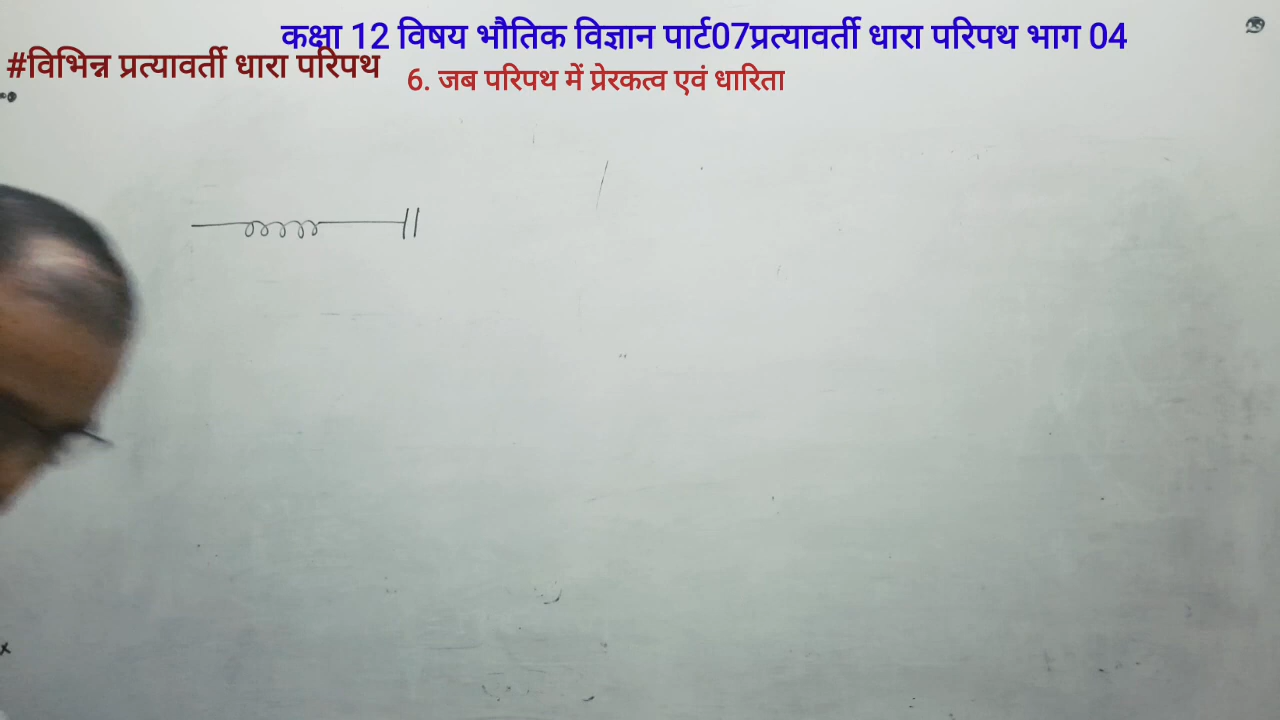 कक्षा 12 विषय भौतिक विज्ञान पार्ट07प्रत्यावर्ती धारा परिपथ भाग 04
#विभिन्न प्रत्यावर्ती धारा परिपथ
6. जब परिपथ में प्रेरकत्व एवं धारिता